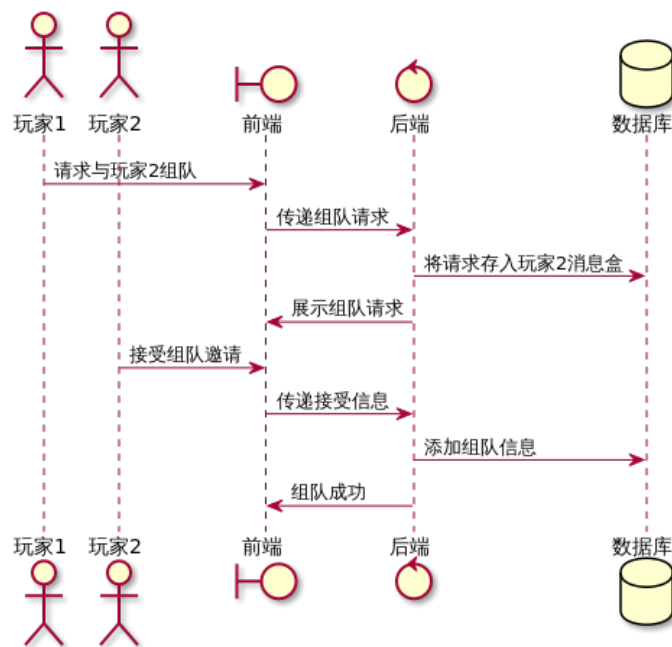 玩家1 玩家2 前端 后端 数据库
请求与玩家2组队
传递组队请求
将请求存入玩家2消息盒
展示组队请求
接受组队邀请
传递接受信息
添加组队信息
组队成功
玩家1 玩家2 前端 后端 数据库